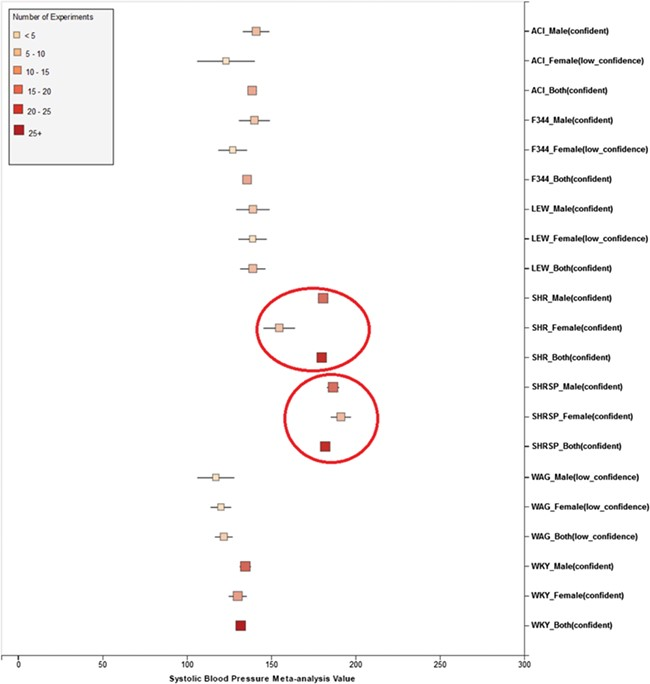 Number of Experiments
< 5
5 - 10
10 - 15
15 - 20
20 - 25
25+
ACI_Male(confident)
ACI_Female(low_confidence)
ACI_Both(confident)
F344_Male(confident)
F344_Female(low_confidence)
F344_Both(confident)
LEW_Male(confident)
LEW_Female(low_confidence)
LEW_Both(confident)
SHR_Male(confident)
SHR_Female(confident)
SHR_Both(confident)
SHRSP_Male(confident)
SHRSP_Female(confident)
SHRSP_Both(confident)
WAG_Male(low_confidence)
WAG_Female(low_confidence)
WAG_Both(low_confidence)
WKY_Male(confident)
WKY_Female(confident)
WKY_Both(confident)
0 50 100 150 200 250 300
Systolic Blood Pressure Meta-analysis Value